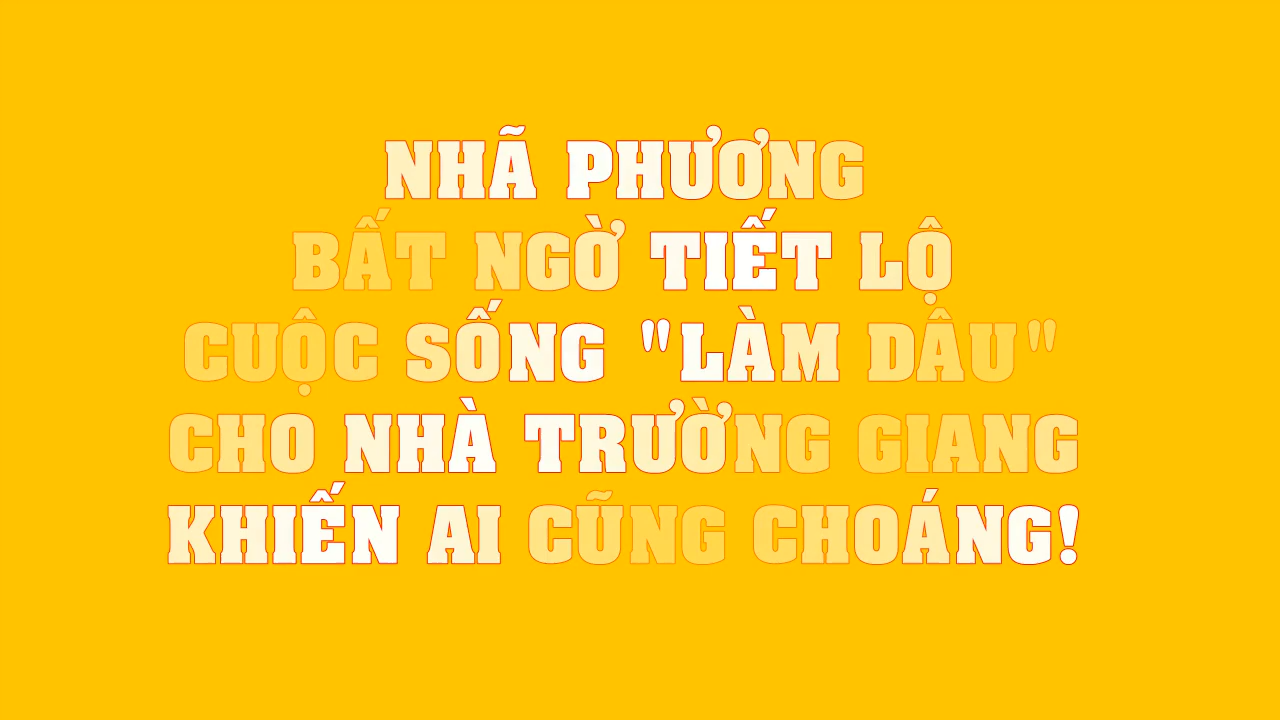 NHÃ PHƯƠNG
BẤT NGỜ TIẾT LỘ
CUỘC SỐNG "LÀM DÂU"
CHO NHÀ TRƯỜNG GIANG
KHIẾN AI CŨNG CHOÁNG!